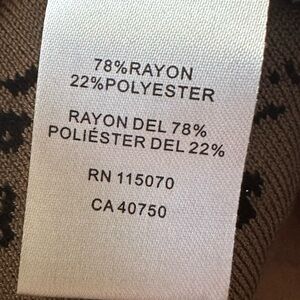 78%RAYON
22%POLYESTER
RAYON DEL 78%
POLIÉSTER DEL 22%
RN 115070
CA 40750